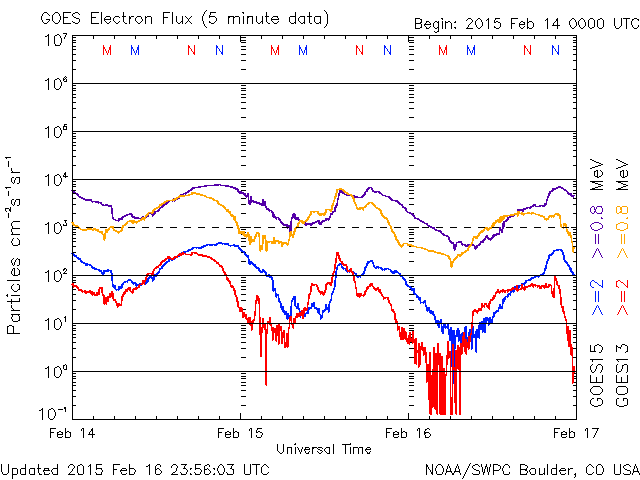 GOES Electron Flux (5 minute data)
Begin: 2015 Feb 14 0000 UTC
M M N N M M N N M M N N
10⁷
10⁶
10⁵
10⁴
10³
10²
10¹
10⁰
10⁻¹
Particles cm⁻²s⁻¹sr⁻¹
Feb 14 Feb 15 Feb 16 Feb 17
Universal Time
GOES15 >=2 >=0.8 MeV
GOES13 >=2 >=0.8 MeV
Updated 2015 Feb 16 23:56:03 UTC
NOAA/SWPC Boulder, CO USA